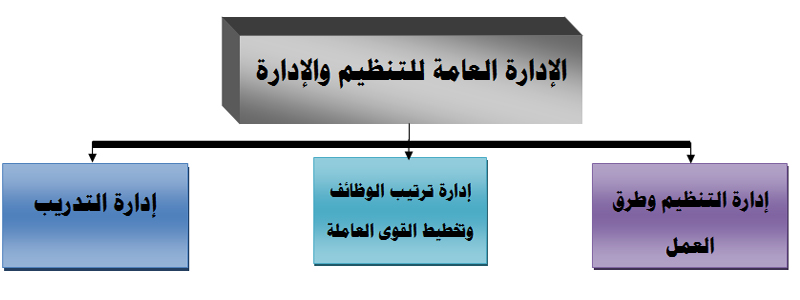 الإدارة العامة للتنظيم والإدارة
إدارة التنظيم وطرق
العمل
إدارة ترتيب الوظائف
وتخطيط القوى العاملة
إدارة التدريب